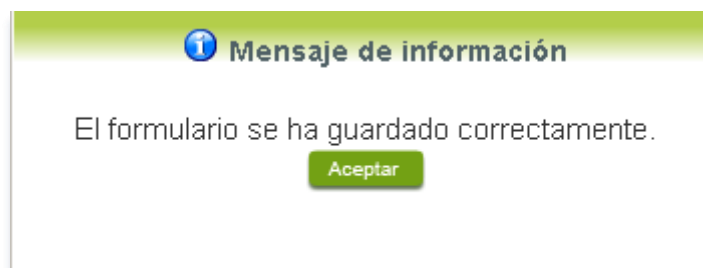 Mensaje de información
El formulario se ha guardado correctamente.
Aceptar